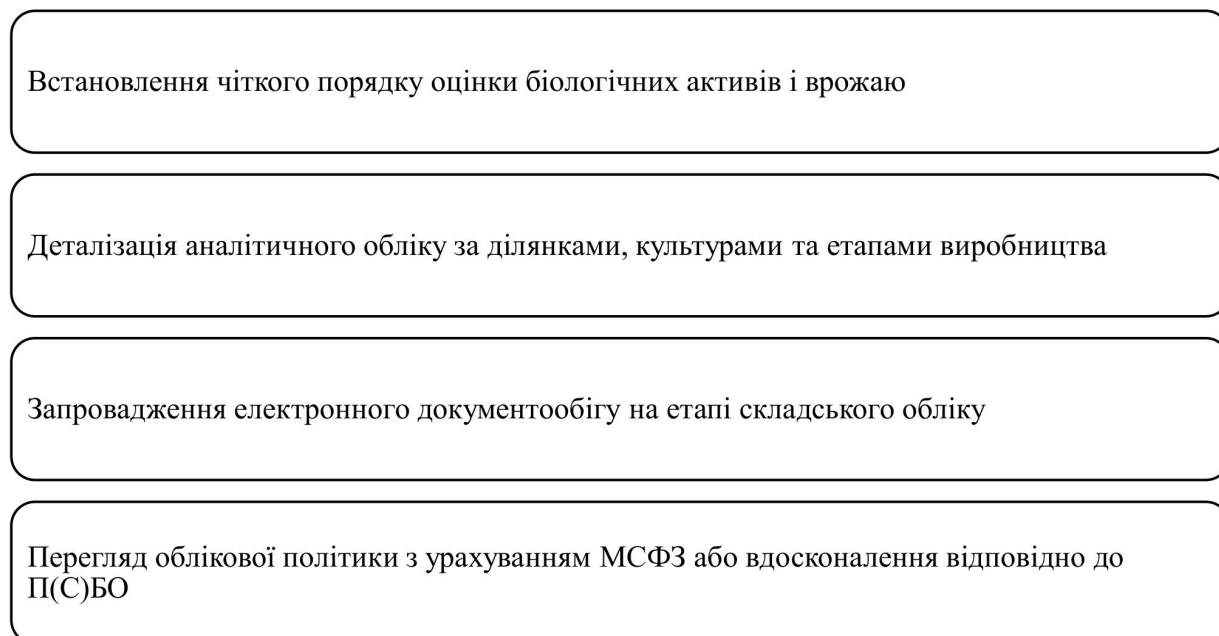 Встановлення чіткого порядку оцінки біологічних активів і врожаю
Деталізація аналітичного обліку за ділянками, культурами та етапами виробництва
Запровадження електронного документообігу на етапі складського обліку
Перегляд облікової політики з урахуванням МСФЗ або вдосконалення відповідно до
П(С)БО